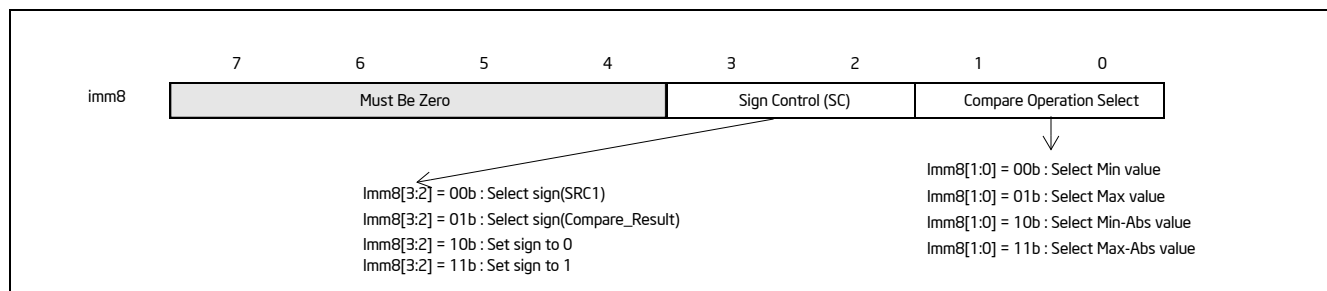 7 6 5 4 3 2 1 0
imm8 Must Be Zero Sign Control (SC) Compare Operation Select
Imm8[3:2] = 00b : Select sign(SRC1)
Imm8[3:2] = 01b : Select sign(Compare_Result)
Imm8[3:2] = 10b : Set sign to 0
Imm8[3:2] = 11b : Set sign to 1
Imm8[1:0] = 00b : Select Min value
Imm8[1:0] = 01b : Select Max value
Imm8[1:0] = 10b : Select Min-Abs value
Imm8[1:0] = 11b : Select Max-Abs value